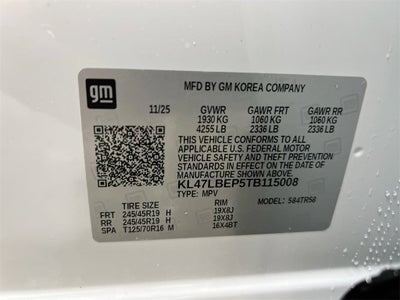 gm
MFD BY GM KOREA COMPANY
11/25 GVWR GAWR FRT GAWR RR
1930 KG 1060 KG 1060 KG
4255 LB 2336 LB 2336 LB
THIS VEHICLE CONFORMS TO ALL APPLICABLE
U.S. FEDERAL MOTOR VEHICLE SAFETY
STANDARDS IN EFFECT ON THE DATE OF
MANUFACTURE SHOWN ABOVE.
KL47LBEP5TB115008
TYPE: MPV MODEL: 584TR58
TIRE SIZE RIM
FRT 245/45R19 H 19X8J
RR 245/45R19 H 19X8J
SPA T125/70R16 M 16X4BT